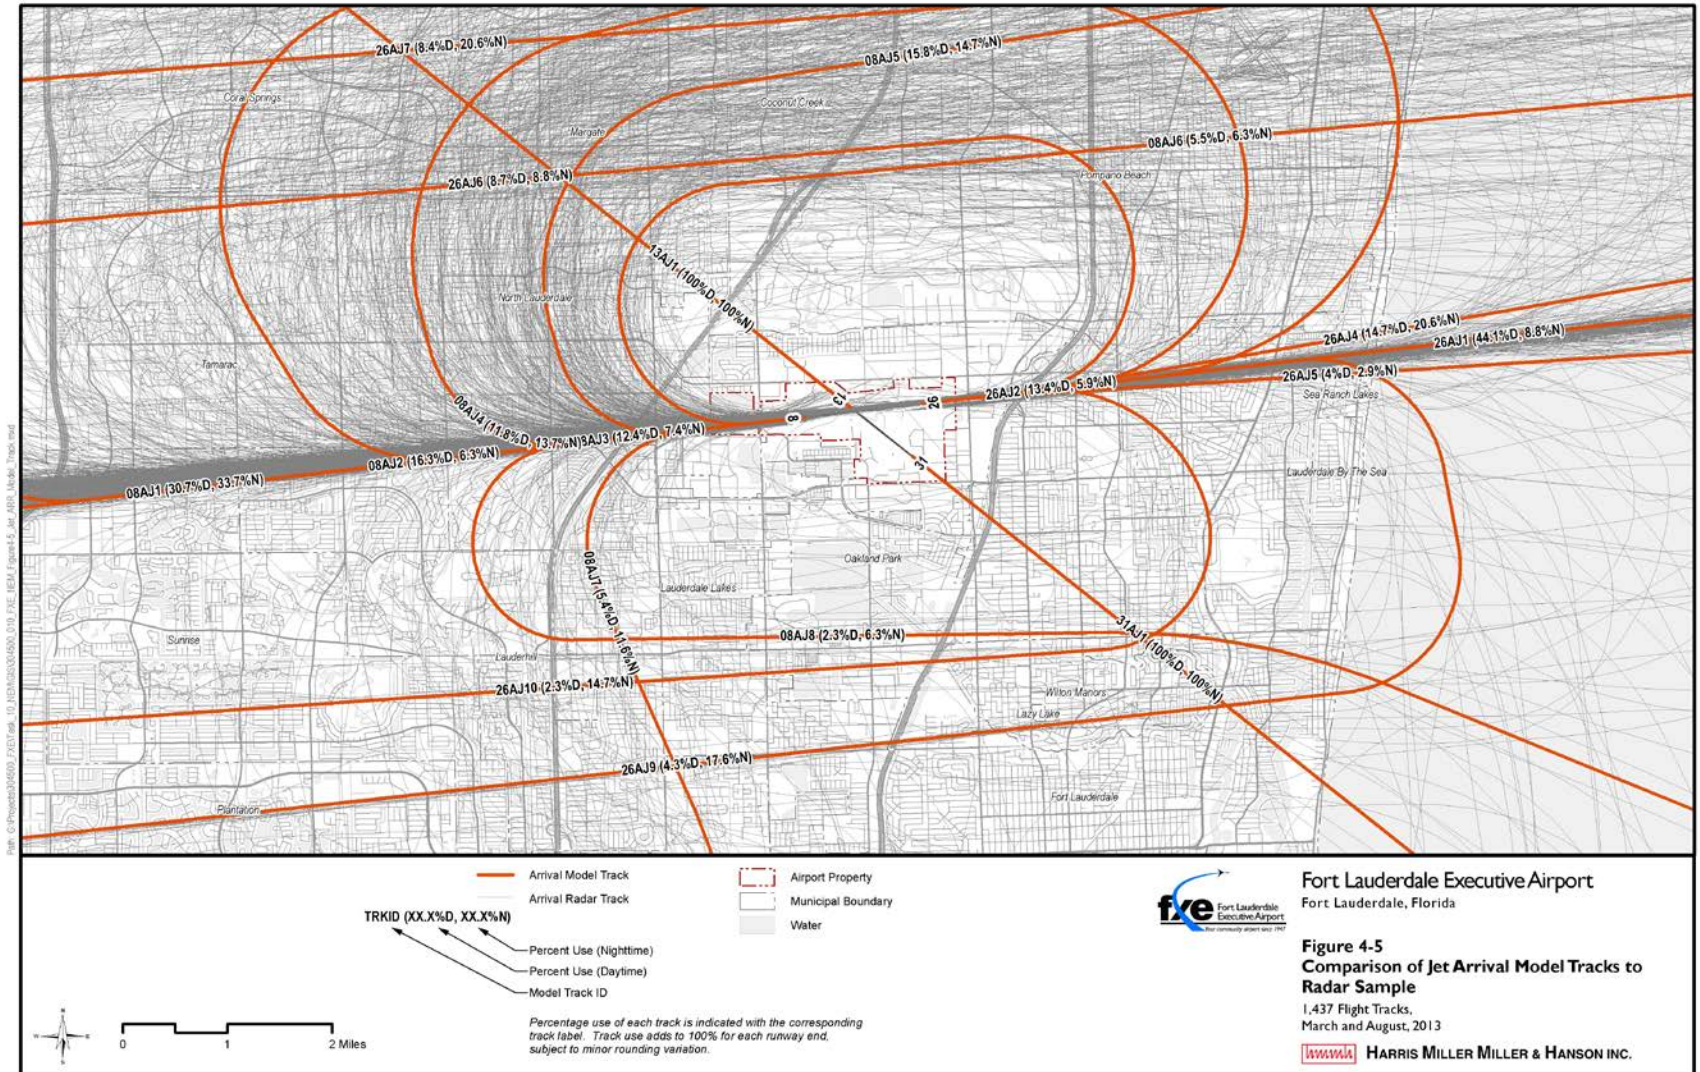 26AJ7 (8.4%D, 20.6%N)
08AJ5 (15.8%D, 14.7%N)
Coral Springs
Coconut Creek
Margate
08AJ6 (5.5%D, 6.3%N)
26AJ6 (8.7%D, 8.8%N)
Pompano Beach
13AJ1 (100%D, 100%N)
North Lauderdale
26AJ4 (14.7%D, 20.6%N)
26AJ1 (44.1%D, 8.8%N)
Tamarac
26AJ5 (4%D, 2.9%N)
26AJ2 (13.4%D, 5.9%N)
Sea Ranch Lakes
13
26
8
08AJ4 (11.8%D, 13.7%N)
8AJ3 (12.4%D, 7.4%N)
08AJ2 (16.3%D, 6.3%N)
31
Lauderdale By The Sea
08AJ1 (30.7%D, 33.7%N)
Oakland Park
08AJ7 (5.4%D, 11.6%N)
Lauderdale Lakes
Sunrise
08AJ8 (2.3%D, 6.3%N)
31AJ1 (100%D, 100%N)
Lauderhill
26AJ10 (2.3%D, 14.7%N)
Wilton Manors
Lazy Lake
26AJ9 (4.3%D, 17.6%N)
Plantation
Fort Lauderdale
Arrival Model Track
Arrival Radar Track
TRKID (XX.X%D, XX.X%N)
Percent Use (Nighttime)
Percent Use (Daytime)
Model Track ID
Airport Property
Municipal Boundary
Water
Percentage use of each track is indicated with the corresponding
track label. Track use adds to 100% for each runway end,
subject to minor rounding variation.
N
W
E
S
0 1 2 Miles
fxe
Fort Lauderdale
Executive Airport
Your community airport since 1947
Fort Lauderdale Executive Airport
Fort Lauderdale, Florida
Figure 4-5
Comparison of Jet Arrival Model Tracks to
Radar Sample
1,437 Flight Tracks,
March and August, 2013
HARRIS MILLER MILLER & HANSON INC.